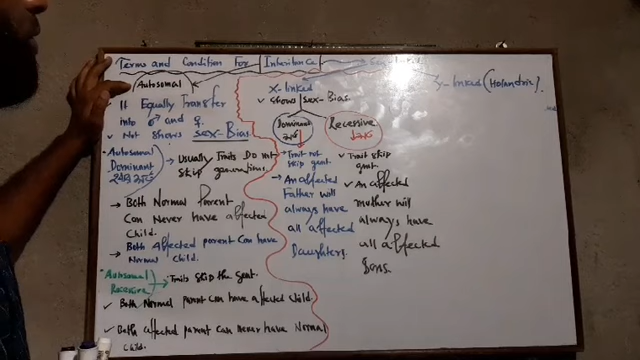 Terms and Condition For Inheritance
Autosomal
It Equally Transfer
into ♂ and ♀.
✓ Not Shows Sex-Bias
Autosomal
Dominant
→ Usually Traits Do not
skip generations.
→ Both Normal Parent
Can Never have affected
Child.
→ Both Affected parent Can have
Normal Child.
Autosomal
Recessive
→ Traits Skip the gent.
✓ Both Normal parent Can have affected Child.
✓ Both affected parent Can never have Normal
Child.
X-linked
✓ Shows Sex-Bias
Dominant
→ Trait not
skip gent.
→ An affected
Father will
always have
all affected
Daughters.
Recessive
✓ Trait skip
gent.
✓ An affected
mother will
always have
all affected
Sons.
Y-linked (Holandric).